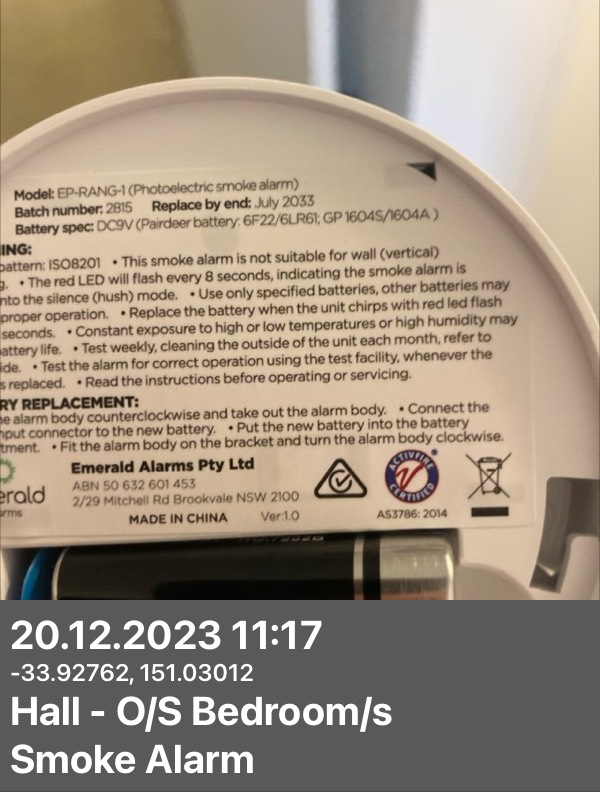 Model: EP-RANG-1 (Photoelectric smoke alarm)
Batch number: 2815 Replace by end: July 2033
Battery spec: DC9V (Pairdeer battery: 6F22/6LR61; GP 1604S/1604A )
ING:
pattern: ISO8201 • This smoke alarm is not suitable for wall (vertical)
g. • The red LED will flash every 8 seconds, indicating the smoke alarm is
nto the silence (hush) mode. • Use only specified batteries, other batteries may
proper operation. • Replace the battery when the unit chirps with red led flash
seconds. • Constant exposure to high or low temperatures or high humidity may
attery life. • Test weekly, cleaning the outside of the unit each month, refer to
ide. • Test the alarm for correct operation using the test facility, whenever the
s replaced. • Read the instructions before operating or servicing.
RY REPLACEMENT:
e alarm body counterclockwise and take out the alarm body. • Connect the
nput connector to the new battery. • Put the new battery into the battery
tment. • Fit the alarm body on the bracket and turn the alarm body clockwise.
erald
rms
Emerald Alarms Pty Ltd
ABN 50 632 601 453
2/29 Mitchell Rd Brookvale NSW 2100
MADE IN CHINA Ver:1.0
ACTIVFIRE
CERTIFIED
AS3786: 2014
20.12.2023 11:17
-33.92762, 151.03012
Hall - O/S Bedroom/s
Smoke Alarm